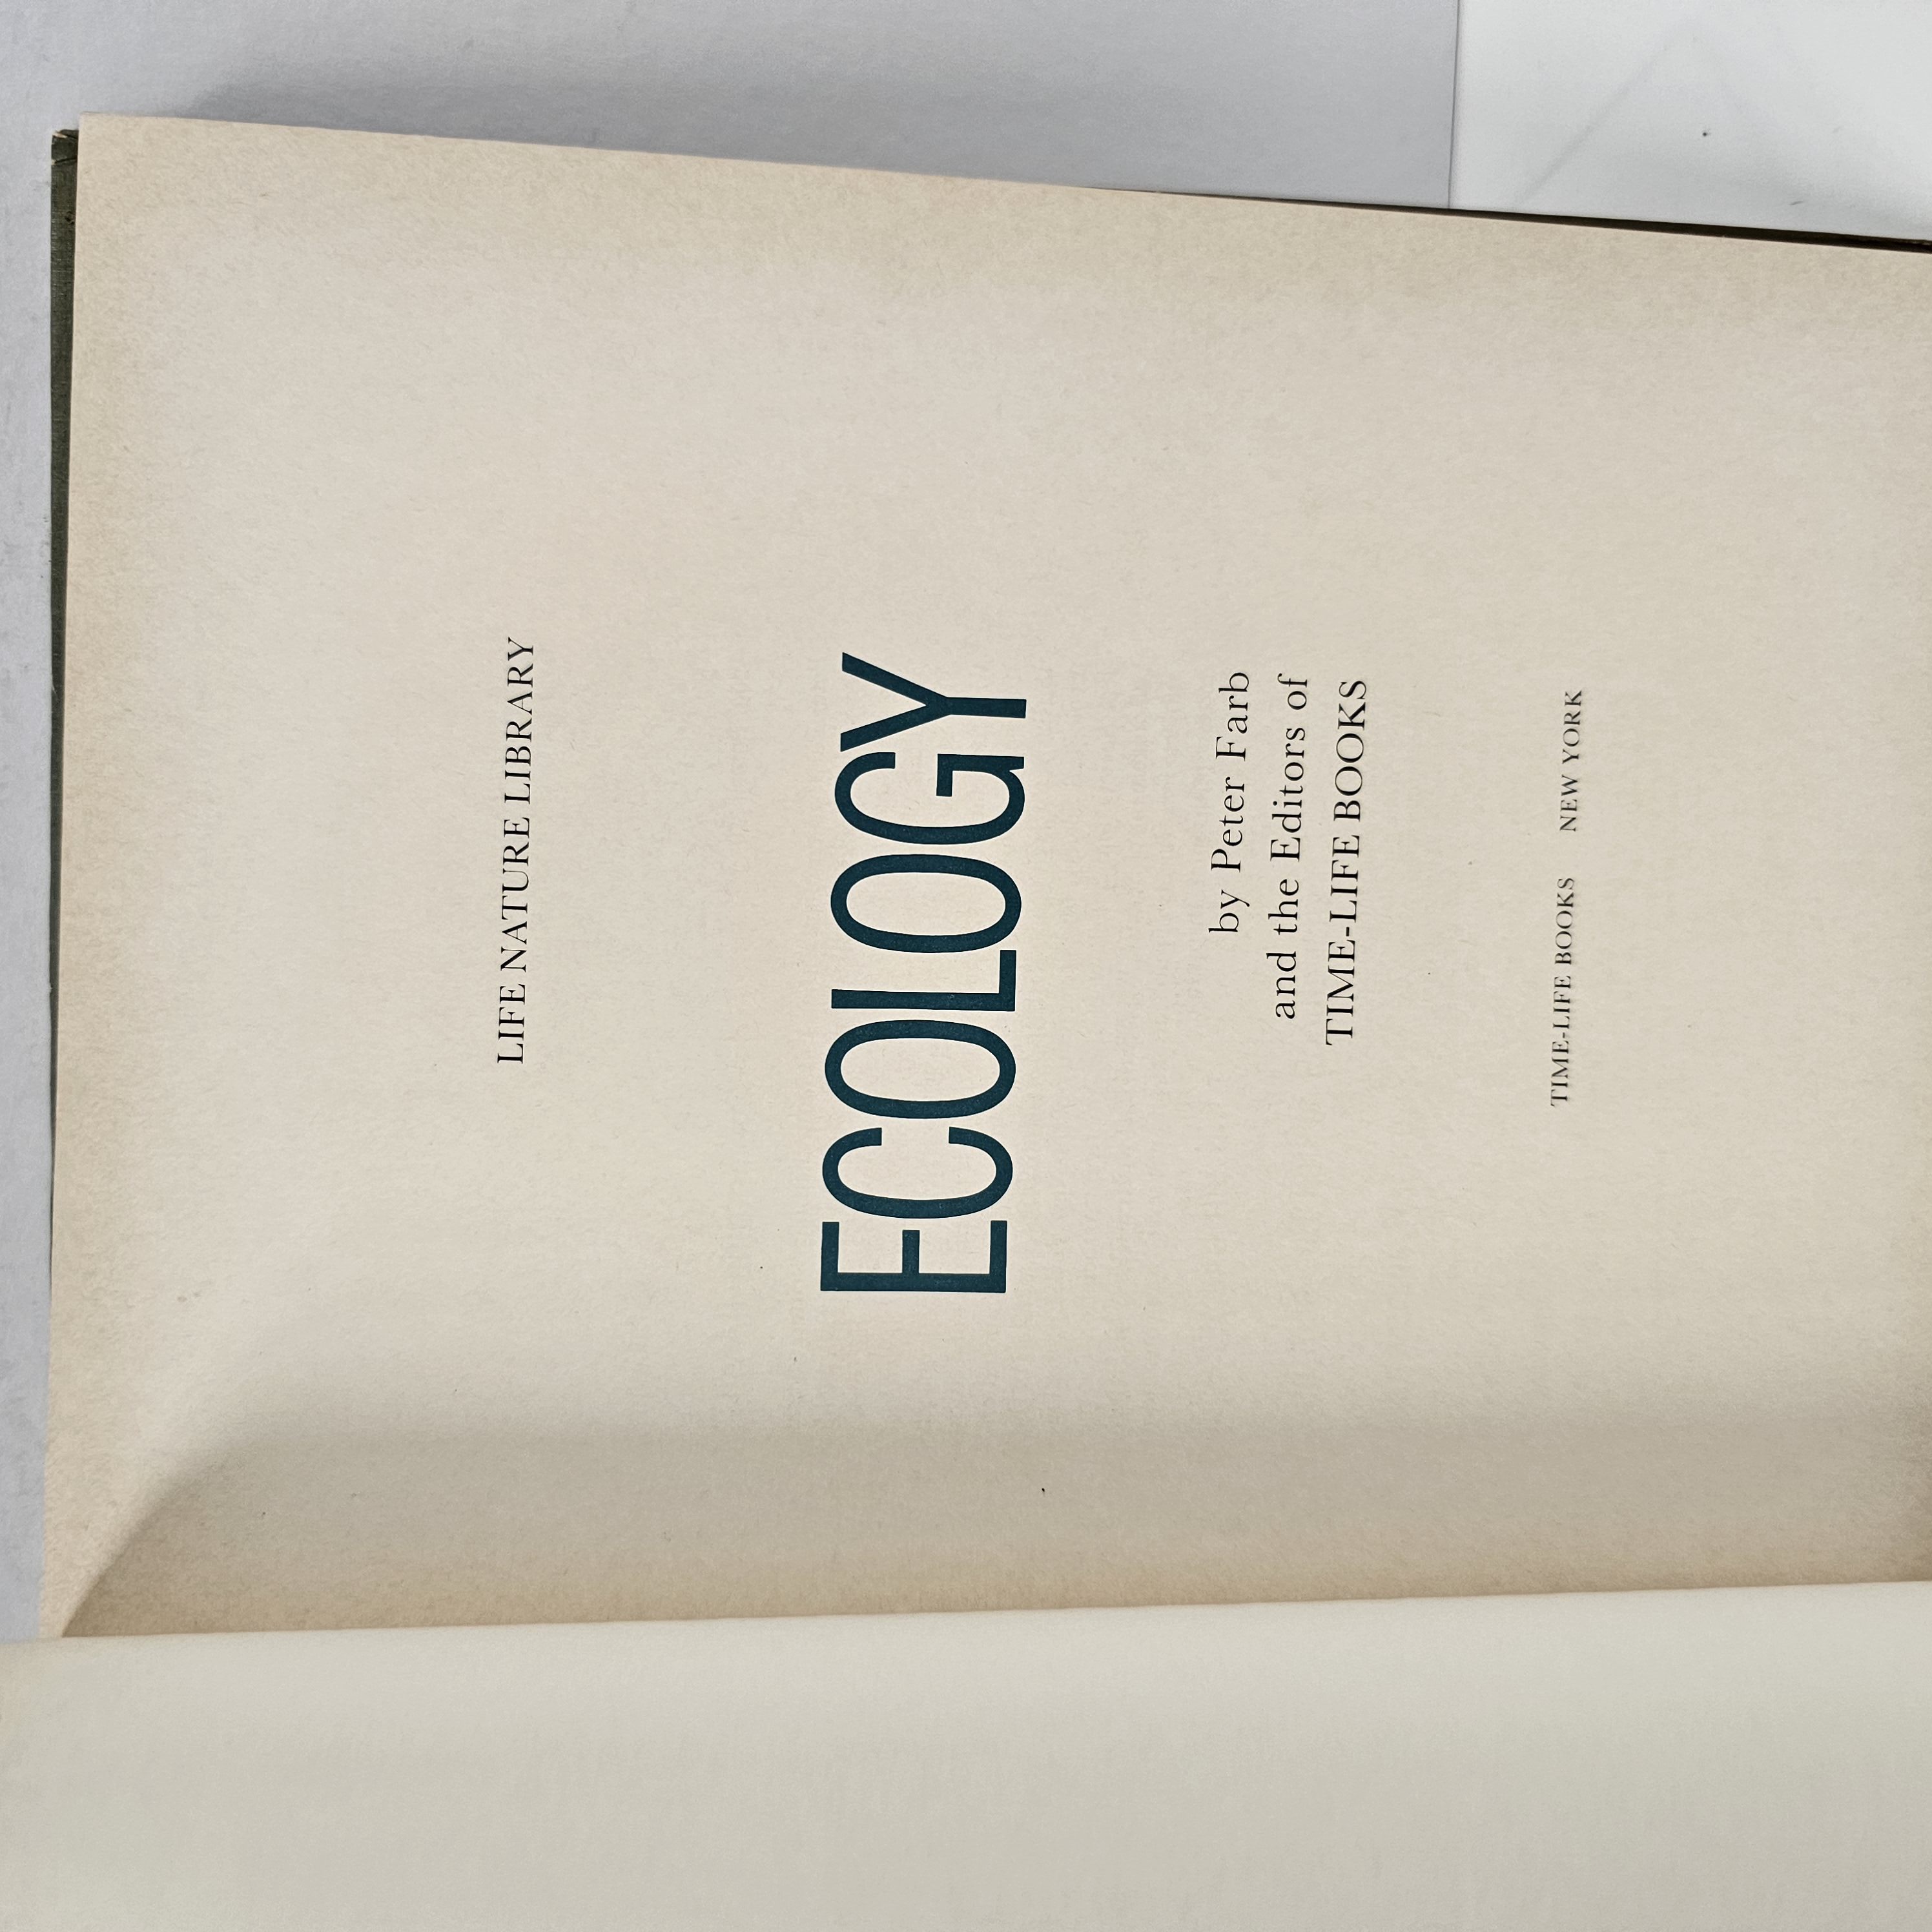 LIFE NATURE LIBRARY
ECOLOGY
by Peter Farb
and the Editors of
TIME-LIFE BOOKS
TIME-LIFE BOOKS NEW YORK